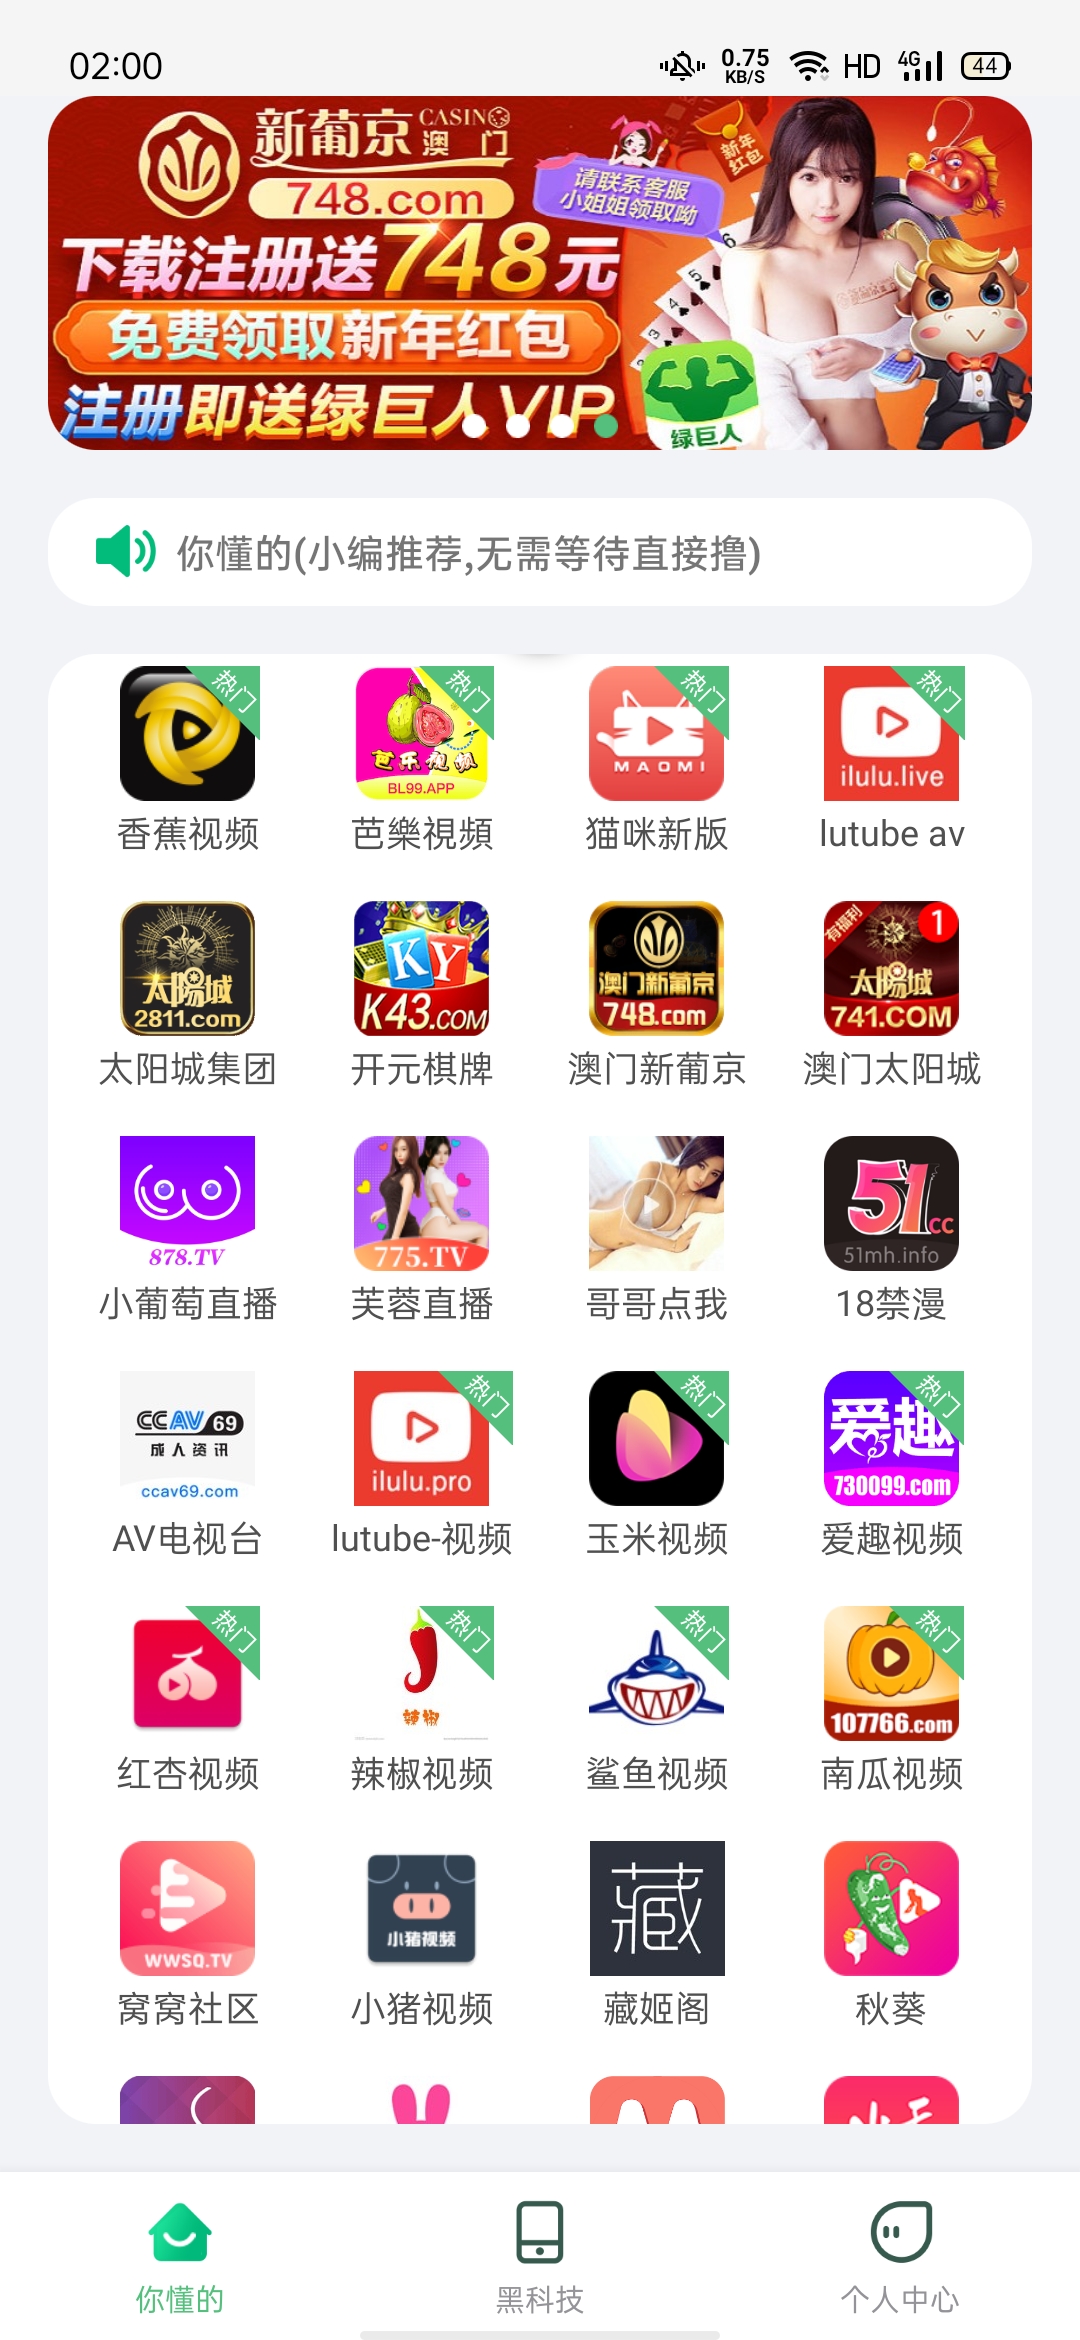 02:00
0.75
KB/S
HD
4G
44
新葡京
CASINO
澳门
748.com
请联系客服
小姐姐领取呦
新年
红包
下载注册送748元
免费领取新年红包
注册即送绿巨人VIP
绿巨人
6
5
4
3
你懂的(小编推荐,无需等待直接撸)
热门
热门
热门
热门
芭乐视频
BL99.APP
MAOMI
ilulu.live
香蕉视频
芭樂視頻
猫咪新版
lutube av
太陽城
2811.com
KY
K43.COM
澳门新葡京
748.com
有福利
1
太陽城
741.COM
太阳城集团
开元棋牌
澳门新葡京
澳门太阳城
878.TV
775.TV
51cc
51mh.info
小葡萄直播
芙蓉直播
哥哥点我
18禁漫
CCAV 69
成人资讯
ccav69.com
热门
ilulu.pro
热门
热门
爱趣
730099.com
AV电视台
lutube-视频
玉米视频
爱趣视频
热门
热门
辣椒
热门
热门
107766.com
红杏视频
辣椒视频
鲨鱼视频
南瓜视频
WWSQ.TV
小猪视频
藏
窝窝社区
小猪视频
藏姬阁
秋葵
你懂的
黑科技
个人中心